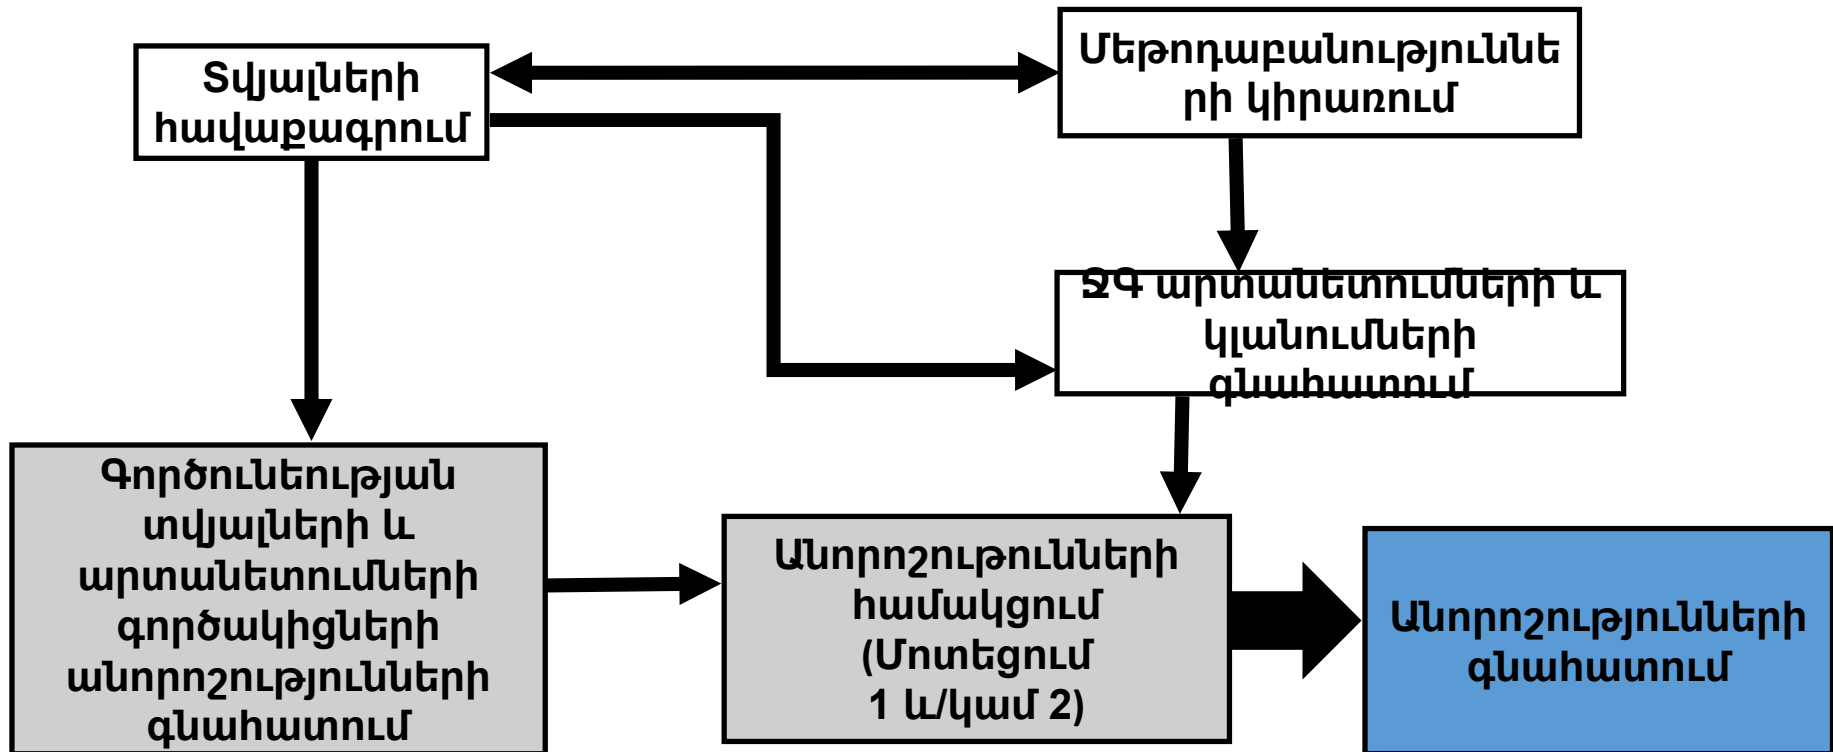 Տվյալների
հավաքագրում
Մեթոդաբանություննե
րի կիրառում
ՋԳ արտանետումների և
կլանումների
գնահատում
Գործունեության
տվյալների և
արտանետումների
գործակիցների
անորոշությունների
գնահատում
Անորոշութունների
համակցում
(Մոտեցում
1 և/կամ 2)
Անորոշությունների
գնահատում